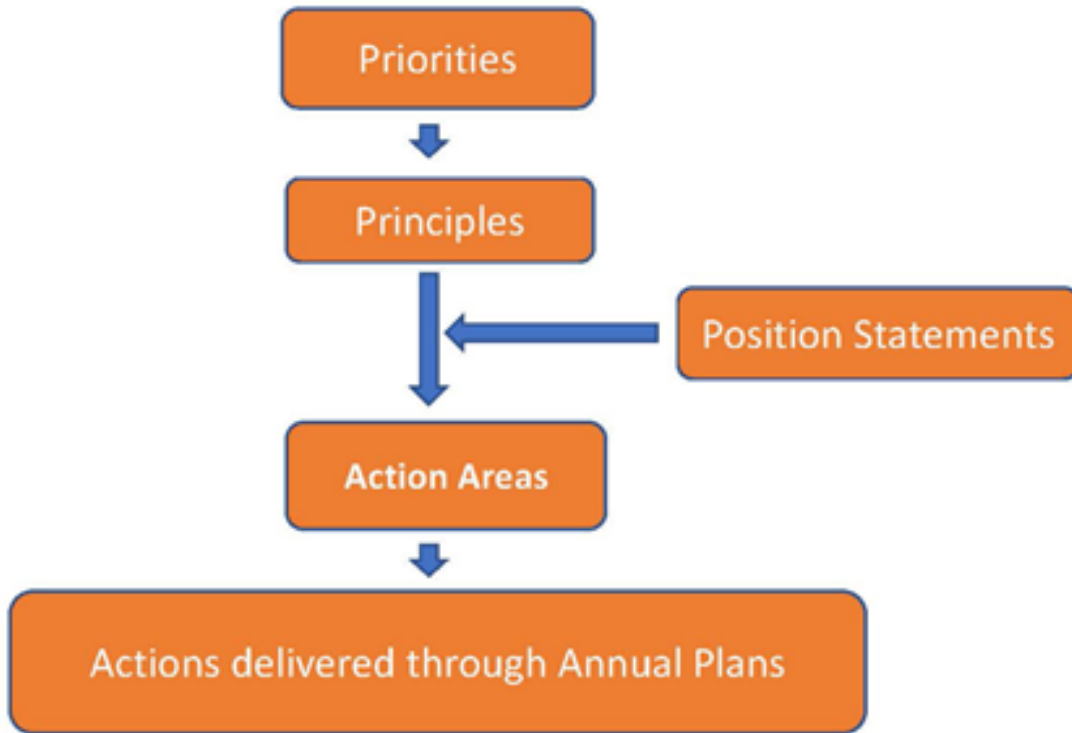 Priorities
Principles
Position Statements
Action Areas
Actions delivered through Annual Plans